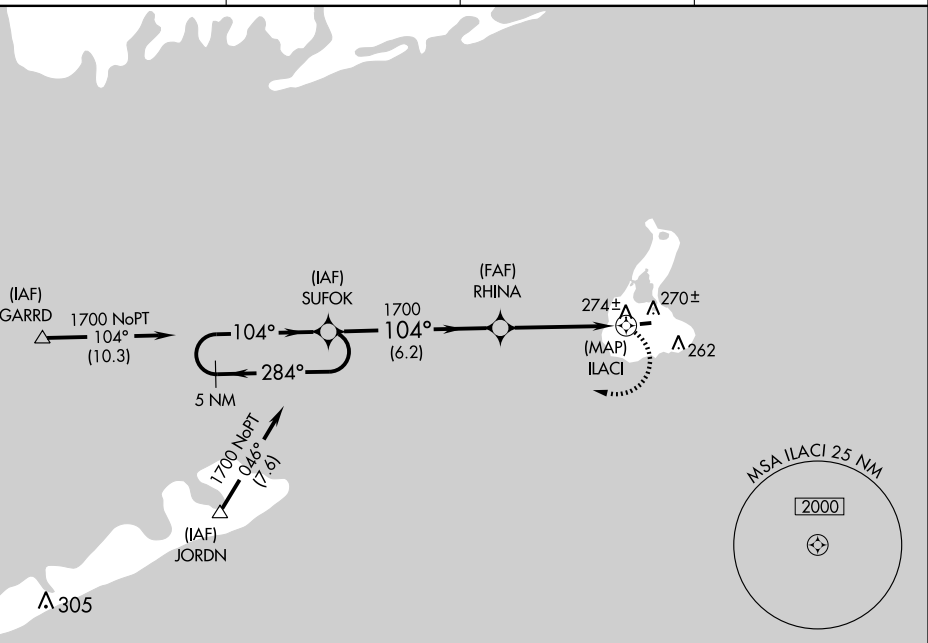 (IAF)
GARRD
1700 NoPT
104°
(10.3)
(IAF)
SUFOK
104°
284°
5 NM
1700
104°
(6.2)
(FAF)
RHINA
274±
270±
262
(MAP)
ILACI
1700 NoPT
046°
(7.6)
(IAF)
JORDN
305
MSA ILACI 25 NM
2000